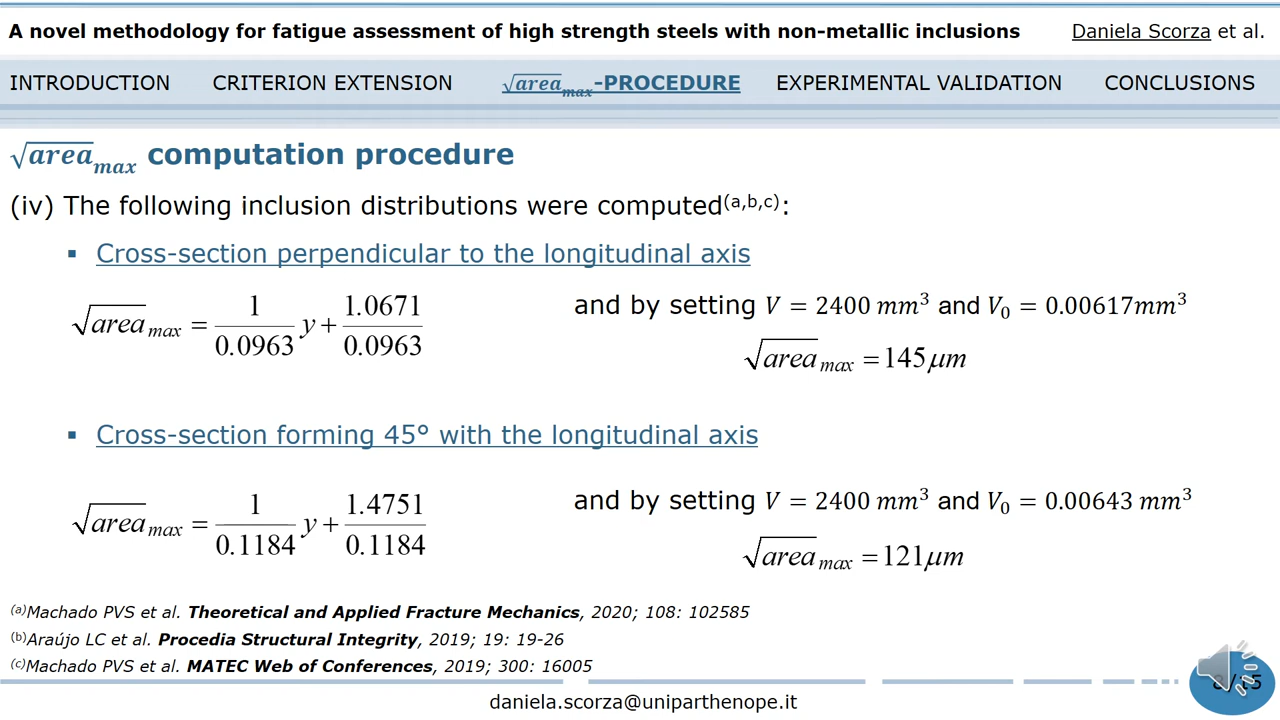 A novel methodology for fatigue assessment of high strength steels with non-metallic inclusions Daniela Scorza et al.
INTRODUCTION CRITERION EXTENSION √area_max-PROCEDURE EXPERIMENTAL VALIDATION CONCLUSIONS
√area_max computation procedure
(iv) The following inclusion distributions were computed(a,b,c):
▪ Cross-section perpendicular to the longitudinal axis
√area_max = 1/0.0963 y + 1.0671/0.0963 and by setting V = 2400 mm³ and V₀ = 0.00617mm³
√area_max = 145μm
▪ Cross-section forming 45° with the longitudinal axis
√area_max = 1/0.1184 y + 1.4751/0.1184 and by setting V = 2400 mm³ and V₀ = 0.00643 mm³
√area_max = 121μm
(a)Machado PVS et al. Theoretical and Applied Fracture Mechanics, 2020; 108: 102585
(b)Araújo LC et al. Procedia Structural Integrity, 2019; 19: 19-26
(c)Machado PVS et al. MATEC Web of Conferences, 2019; 300: 16005
8/15
daniela.scorza@uniparthenope.it